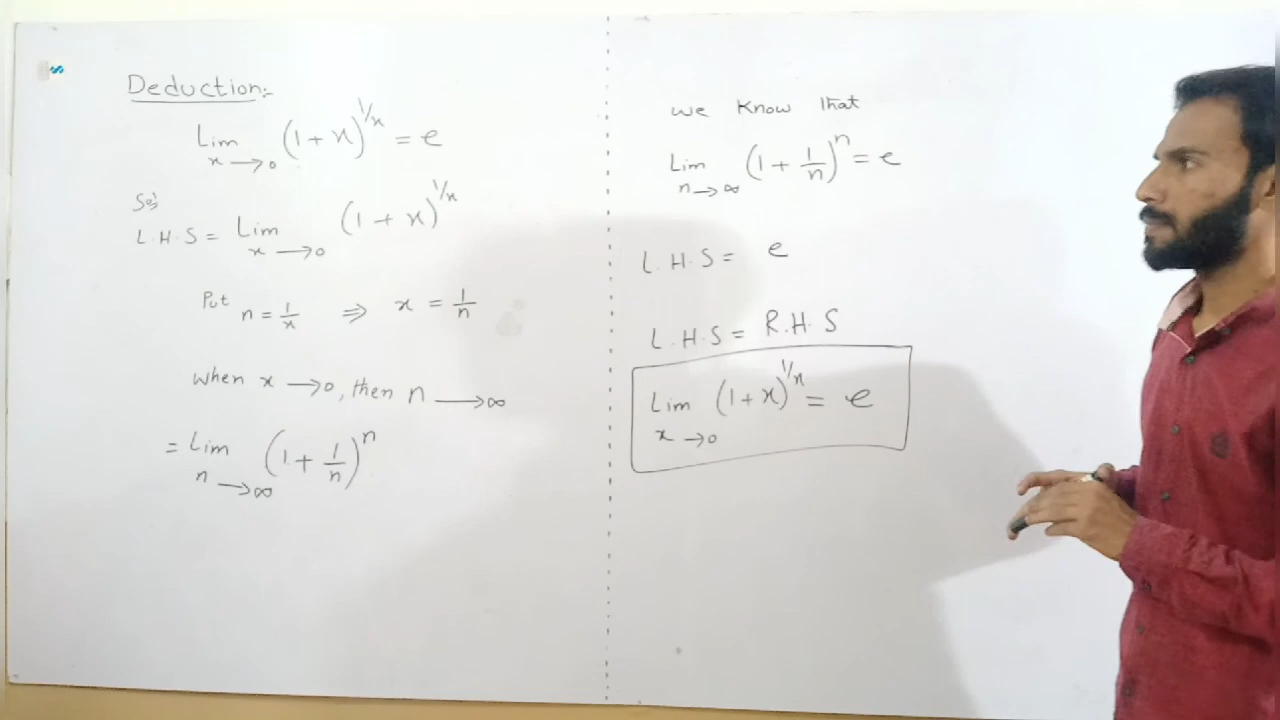 Deduction:-
Lim x→0 (1 + x)^1/x = e
Sol
L.H.S = Lim x→0 (1 + x)^1/x
Put n = 1/x ⇒ x = 1/n
when x →0, then n →∞
= Lim n→∞ (1 + 1/n)^n
we know that
Lim n→∞ (1 + 1/n)^n = e
L.H.S = e
L.H.S = R.H.S
Lim x→0 (1+x)^1/x = e